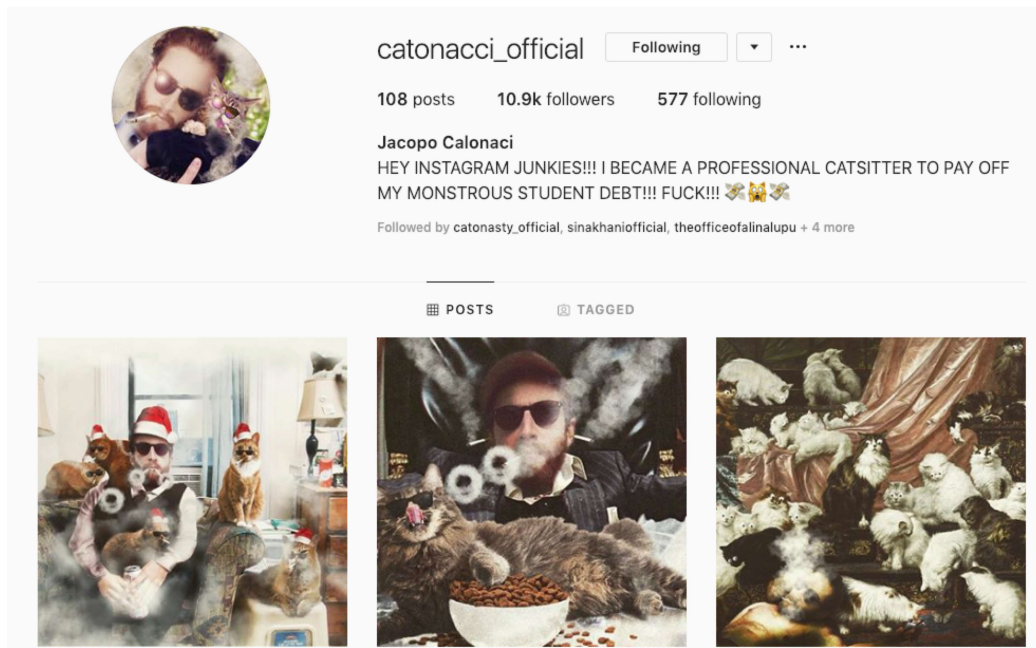 catonacci_official Following
108 posts 10.9k followers 577 following
Jacopo Calonaci
HEY INSTAGRAM JUNKIES!!! I BECAME A PROFESSIONAL CATSITTER TO PAY OFF
MY MONSTROUS STUDENT DEBT!!! FUCK!!! 💸🙀💸
Followed by catonasty_official, sinakhaniofficial, theofficeofalinalupu + 4 more
POSTS TAGGED